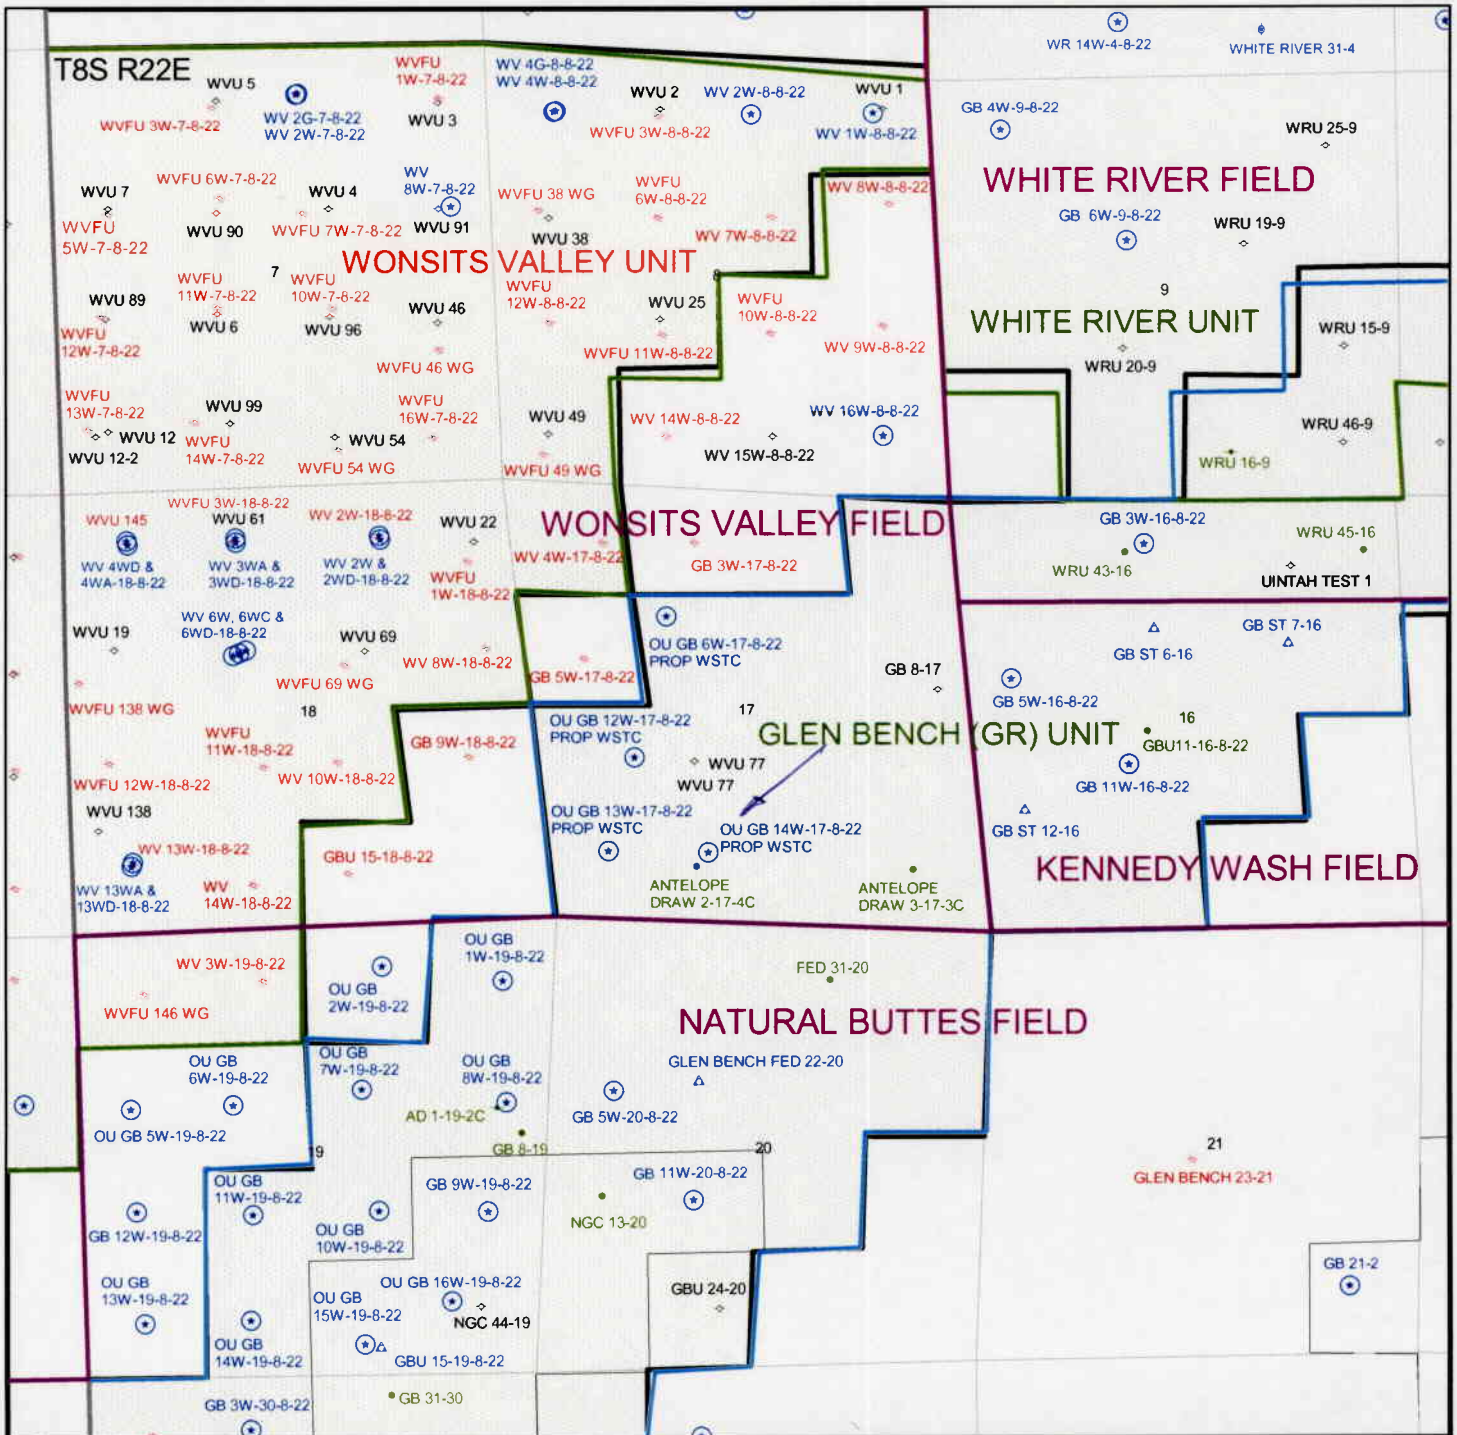 T8S R22E
WVU 5
WVFU 3W-7-8-22
WV 2G-7-8-22
WV 2W-7-8-22
WVFU
1W-7-8-22
WVU 3
WV 4G-8-8-22
WV 4W-8-8-22
WVU 2
WVFU 3W-8-8-22
WV 2W-8-8-22
WVU 1
WV 1W-8-8-22
WR 14W-4-8-22
WHITE RIVER 31-4
GB 4W-9-8-22
WRU 25-9
WHITE RIVER FIELD
WVU 7
WVFU
5W-7-8-22
WVFU 6W-7-8-22
WVU 90
WVU 4
WVFU 7W-7-8-22
WV
8W-7-8-22
WVU 91
WVFU 38 WG
WVU 38
WVFU
6W-8-8-22
WV 7W-8-8-22
WV 8W-8-8-22
GB 6W-9-8-22
WRU 19-9
WONSITS VALLEY UNIT
7
8
9
WVU 89
WVFU
12W-7-8-22
WVFU
11W-7-8-22
WVU 6
WVFU
10W-7-8-22
WVU 96
WVU 46
WVFU 46 WG
WVFU
12W-8-8-22
WVU 25
WVFU 11W-8-8-22
WVFU
10W-8-8-22
WV 9W-8-8-22
WHITE RIVER UNIT
WRU 20-9
WRU 15-9
WVFU
13W-7-8-22
WVU 12
WVU 12-2
WVU 99
WVFU
14W-7-8-22
WVFU
16W-7-8-22
WVU 54
WVFU 54 WG
WVU 49
WVFU 49 WG
WV 14W-8-8-22
WV 15W-8-8-22
WV 16W-8-8-22
WRU 46-9
WRU 16-9
WVU 145
WV 4WD &
4WA-18-8-22
WVFU 3W-18-8-22
WVU 61
WV 3WA &
3WD-18-8-22
WV 2W-18-8-22
WV 2W &
2WD-18-8-22
WVU 22
WVFU
1W-18-8-22
WONSITS VALLEY FIELD
WV 4W-17-8-22
GB 3W-17-8-22
GB 3W-16-8-22
WRU 43-16
WRU 45-16
UINTAH TEST 1
WVU 19
WV 6W, 6WC &
6WD-18-8-22
WVU 69
WVFU 69 WG
WV 8W-18-8-22
GB 5W-17-8-22
OU GB 6W-17-8-22
PROP WSTC
GB 8-17
GB ST 6-16
GB ST 7-16
GB 5W-16-8-22
WVFU 138 WG
18
17
16
WVFU
11W-18-8-22
WVFU 12W-18-8-22
WV 10W-18-8-22
GB 9W-18-8-22
OU GB 12W-17-8-22
PROP WSTC
GLEN BENCH (GR) UNIT
WVU 77
WVU 77
GBU11-16-8-22
GB 11W-16-8-22
WVU 138
WV 13W-18-8-22
WV 13WA &
13WD-18-8-22
WV
14W-18-8-22
GBU 15-18-8-22
OU GB 13W-17-8-22
PROP WSTC
OU GB 14W-17-8-22
PROP WSTC
GB ST 12-16
ANTELOPE
DRAW 2-17-4C
ANTELOPE
DRAW 3-17-3C
KENNEDY WASH FIELD
WV 3W-19-8-22
WVFU 146 WG
OU GB
2W-19-8-22
OU GB
1W-19-8-22
FED 31-20
NATURAL BUTTES FIELD
OU GB
6W-19-8-22
OU GB 5W-19-8-22
OU GB
7W-19-8-22
OU GB
8W-19-8-22
AD 1-19-2C
GB 8-19
GLEN BENCH FED 22-20
GB 5W-20-8-22
19
20
21
GLEN BENCH 23-21
OU GB
11W-19-8-22
GB 12W-19-8-22
OU GB
10W-19-8-22
GB 9W-19-8-22
NGC 13-20
GB 11W-20-8-22
OU GB
13W-19-8-22
OU GB
14W-19-8-22
OU GB
15W-19-8-22
OU GB 16W-19-8-22
NGC 44-19
GBU 15-19-8-22
GBU 24-20
GB 21-2
GB 3W-30-8-22
GB 31-30